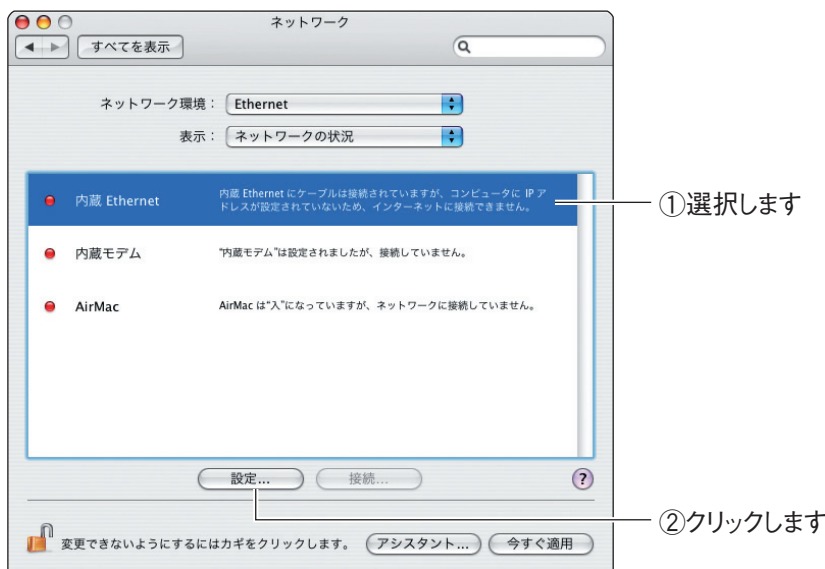 ネットワーク
すべてを表示
ネットワーク環境： Ethernet
表示： ネットワークの状況
内蔵 Ethernet
内蔵 Ethernet にケーブルは接続されていますが、コンピュータに IP ア
ドレスが設定されていないため、インターネットに接続できません。
①選択します
内蔵モデム
“内蔵モデム”は設定されましたが、接続していません。
AirMac
AirMac は“入”になっていますが、ネットワークに接続していません。
設定...
接続...
?
②クリックします
変更できないようにするにはカギをクリックします。
アシスタント...
今すぐ適用